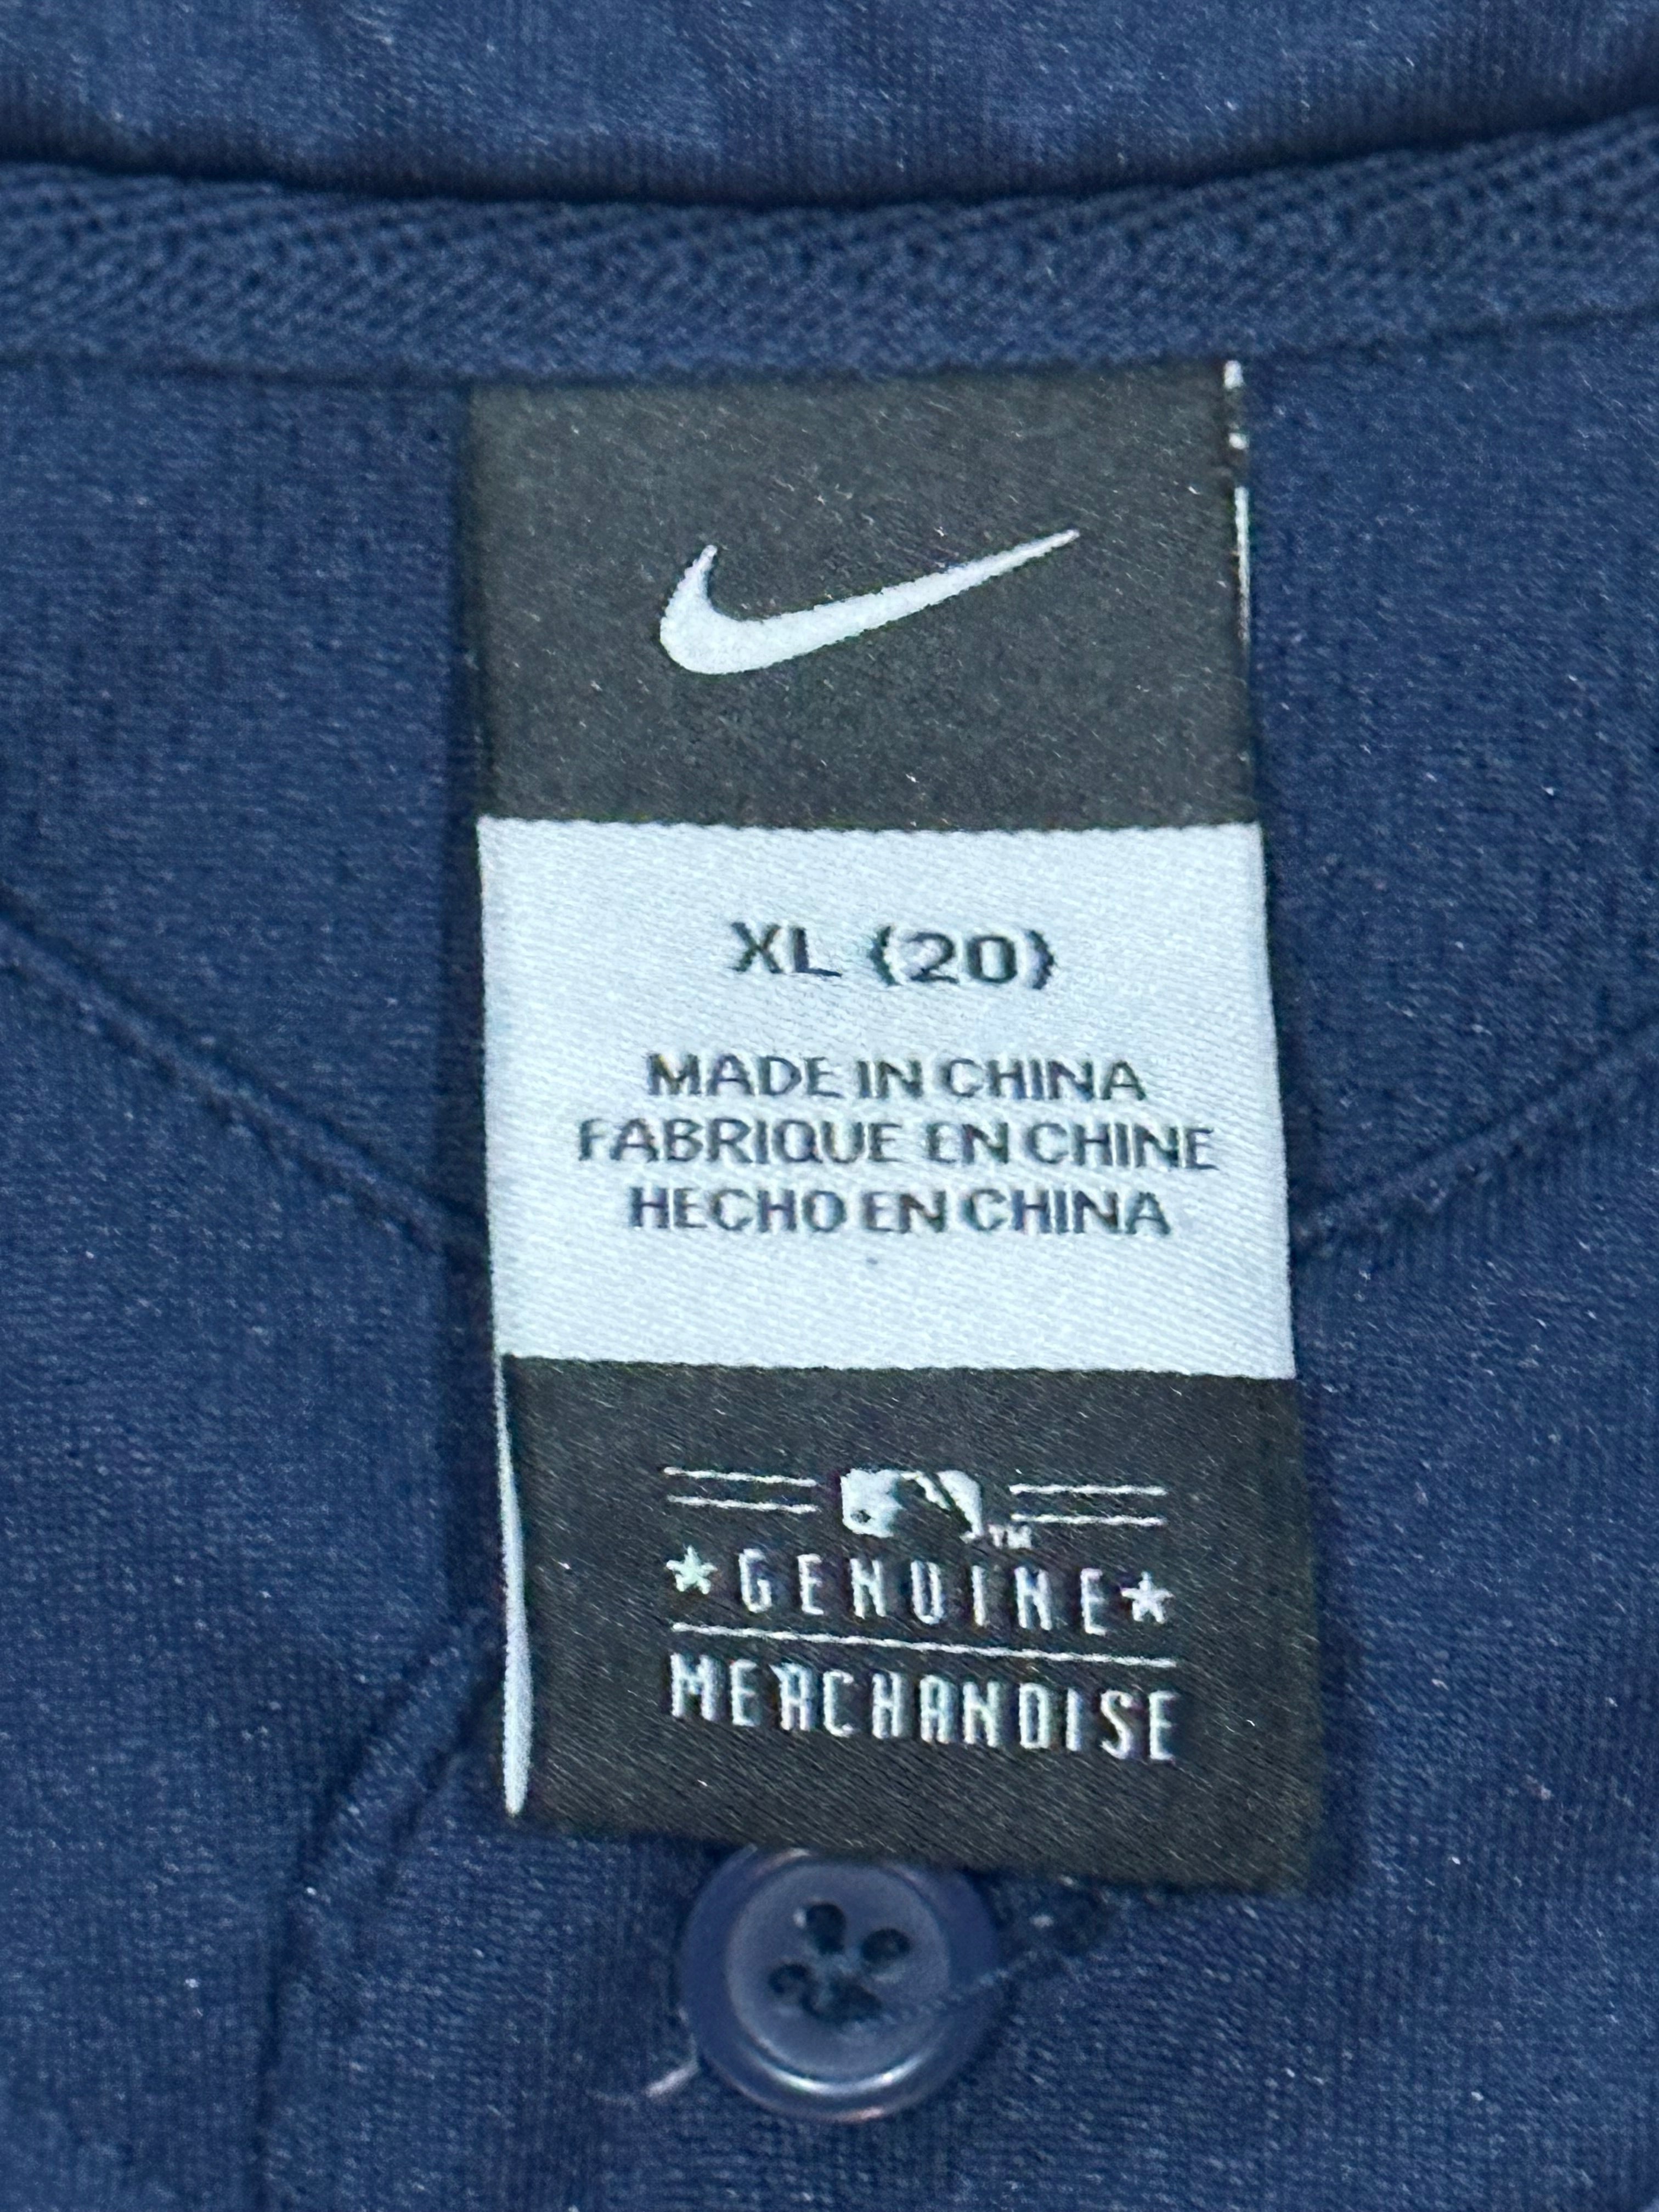 XL (20)
MADE IN CHINA
FABRIQUE EN CHINE
HECHO EN CHINA
TM
★ GENUINE ★
MERCHANDISE